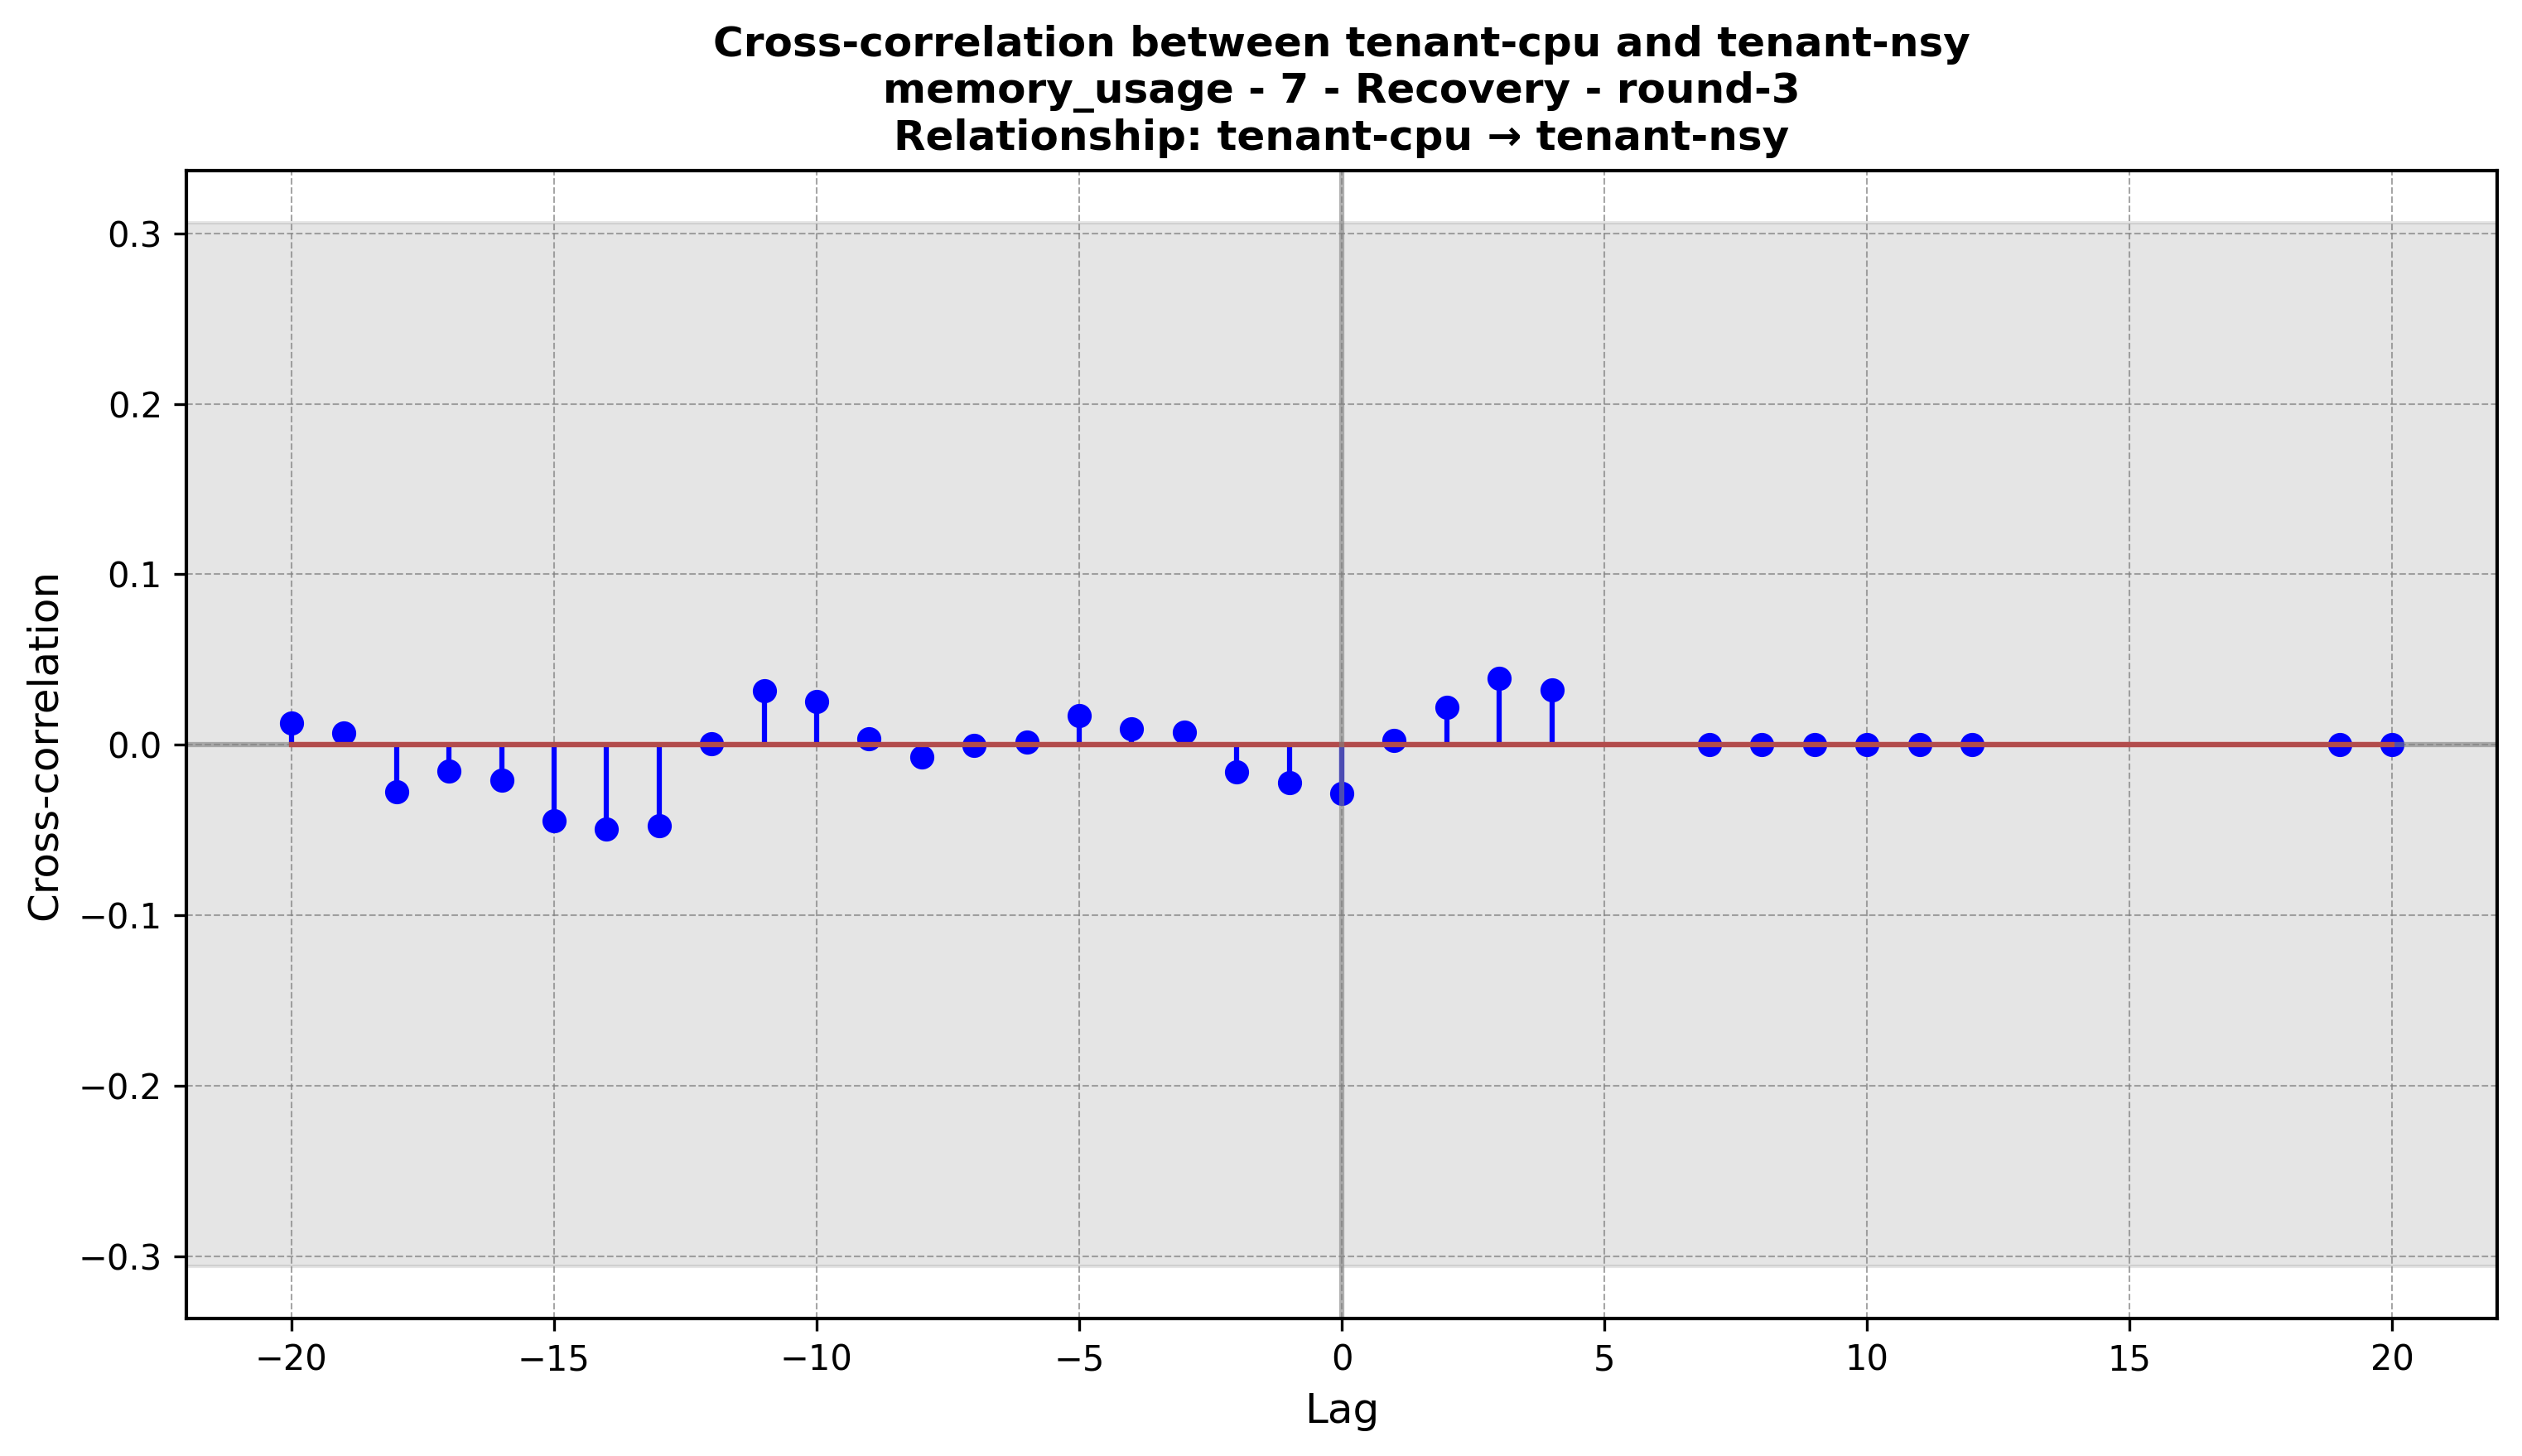 Cross-correlation between tenant-cpu and tenant-nsy
memory_usage - 7 - Recovery - round-3
Relationship: tenant-cpu → tenant-nsy
Cross-correlation
0.3
0.2
0.1
0.0
−0.1
−0.2
−0.3
−20 −15 −10 −5 0 5 10 15 20
Lag